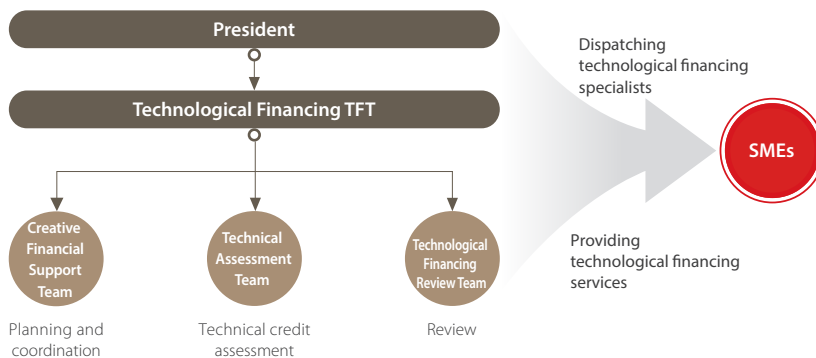 President
Technological Financing TFT
Creative
Financial
Support
Team
Planning and
coordination
Technical
Assessment
Team
Technical credit
assessment
Technological
Financing
Review Team
Review
Dispatching
technological financing
specialists
Providing
technological financing
services
SMEs